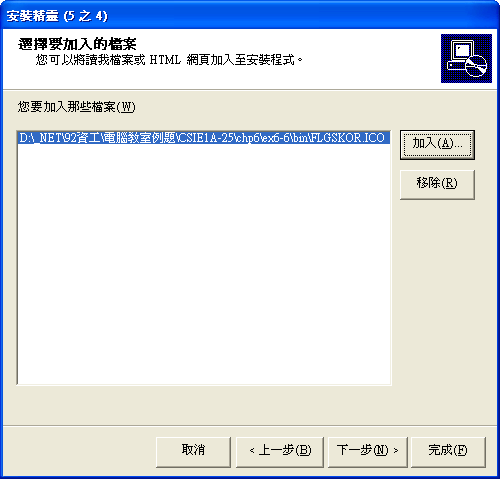 安裝精靈 (5 之 4)
選擇要加入的檔案
您可以將讀我檔案或 HTML 網頁加入至安裝程式。
您要加入那些檔案(W)
D:\_NET\92資工\電腦教室例題\CSIE1A-25\chp6\ex6-6\bin\FLGSKOR.ICO
加入(A)...
移除(R)
取消
< 上一步(B)
下一步(N) >
完成(F)